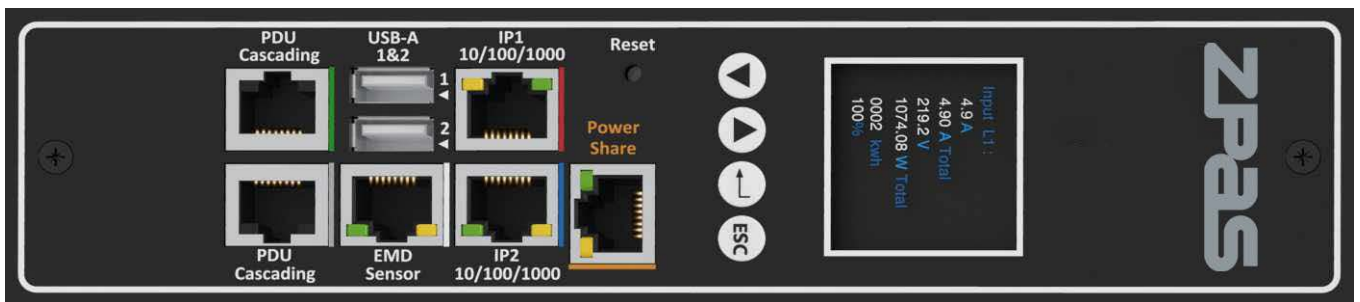 PDU
Cascading
USB-A
1&2
IP1
10/100/1000
Reset
1
2
Power
Share
PDU
Cascading
EMD
Sensor
IP2
10/100/1000
ESC
Input L1 :
4.9 A
4.90 A Total
219.2 V
1074.08 W Total
0002 kwh
100%
ZPAS